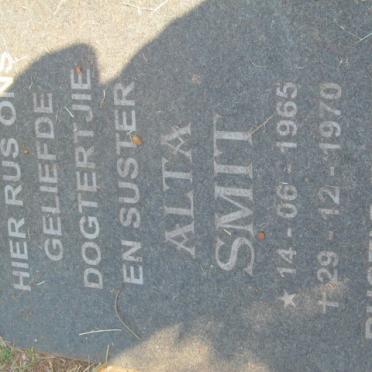 HIER RUS ONS
GELIEFDE
DOGTERTJIE
EN SUSTER
ALTA
SMIT
★ 14 - 06 - 1965
† 29 - 12 - 1970